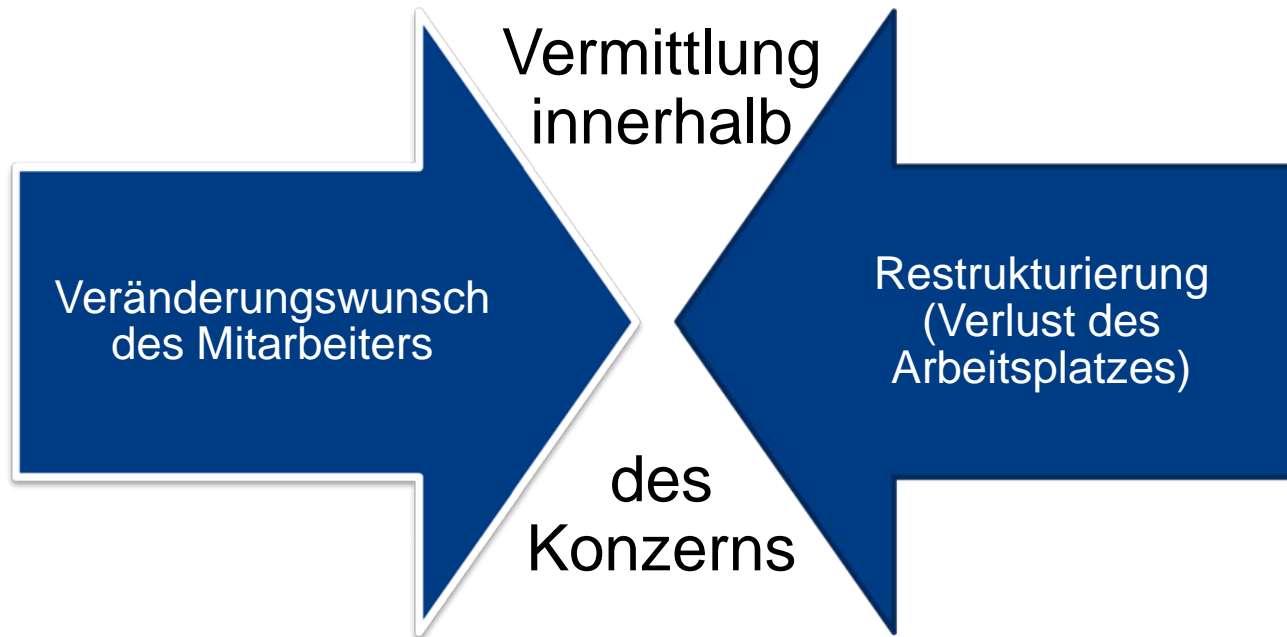 Vermittlung
innerhalb
Veränderungswunsch
des Mitarbeiters
Restrukturierung
(Verlust des
Arbeitsplatzes)
des
Konzerns